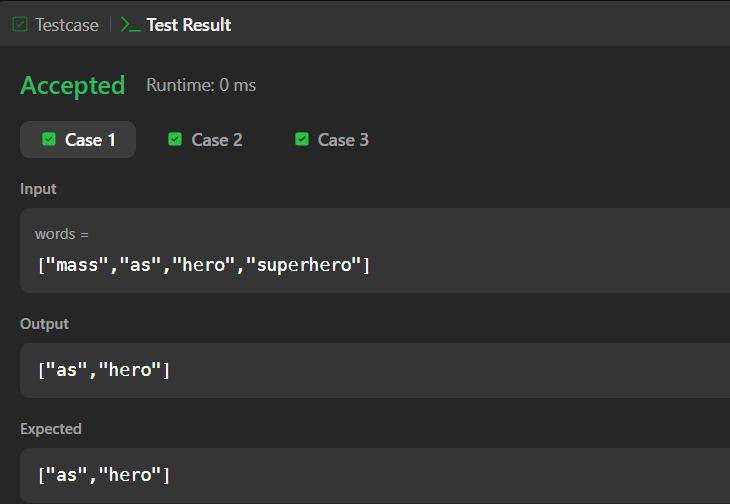 Testcase | Test Result
Accepted Runtime: 0 ms
Case 1 Case 2 Case 3
Input
words =
["mass","as","hero","superhero"]
Output
["as","hero"]
Expected
["as","hero"]